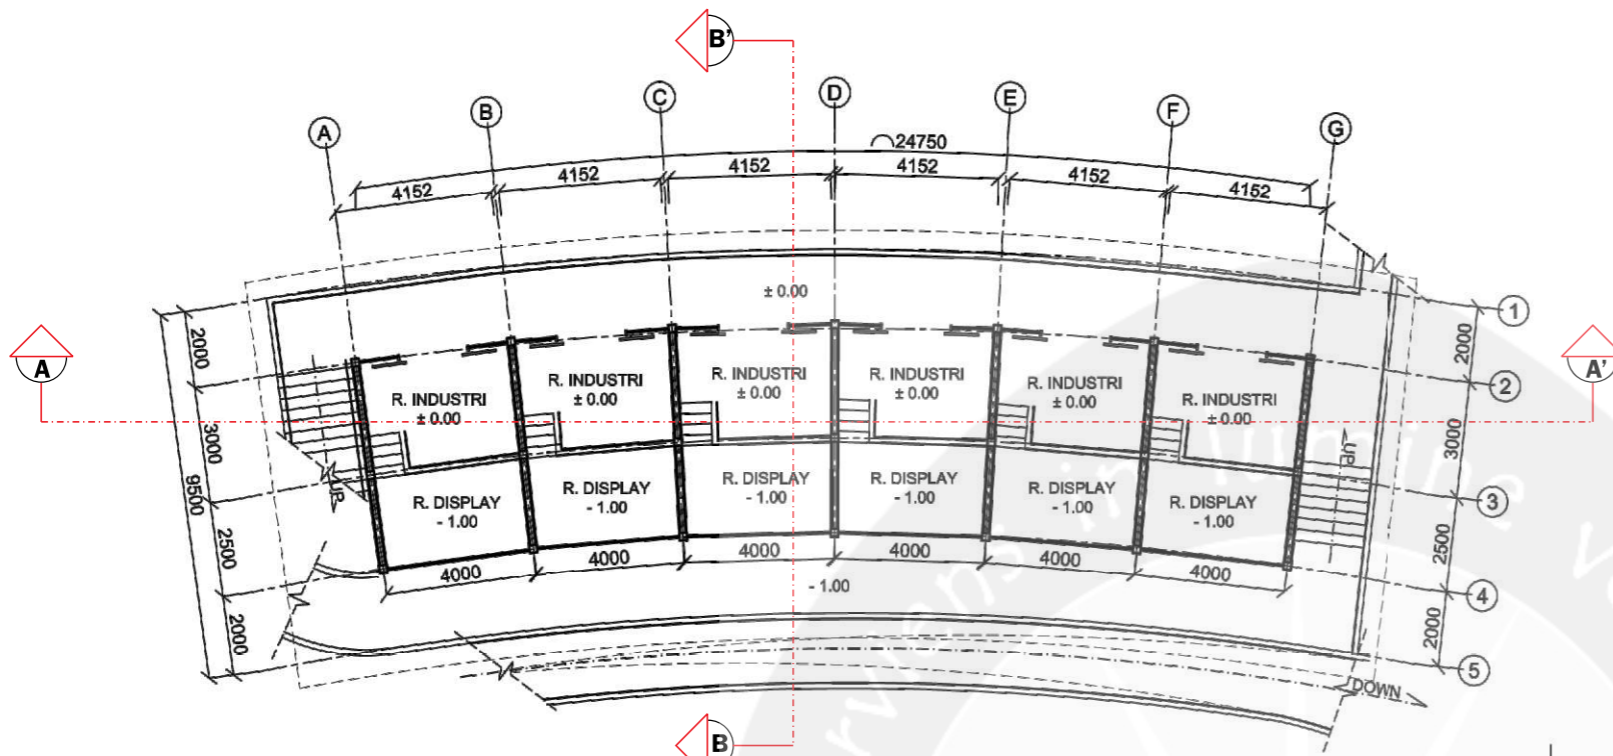 B'
A
B
C
D
E
F
G
24750
4152
4152
4152
4152
4152
4152
± 0.00
1
2000
2000
2
A
A'
R. INDUSTRI
± 0.00
R. INDUSTRI
± 0.00
R. INDUSTRI
± 0.00
R. INDUSTRI
± 0.00
R. INDUSTRI
± 0.00
R. INDUSTRI
± 0.00
3000
3000
9500
UP
UP
3
R. DISPLAY
- 1.00
R. DISPLAY
- 1.00
R. DISPLAY
- 1.00
R. DISPLAY
- 1.00
R. DISPLAY
- 1.00
R. DISPLAY
- 1.00
2500
2500
4000
4000
4000
4000
4000
4000
- 1.00
4
2000
2000
5
DOWN
B
in lumine